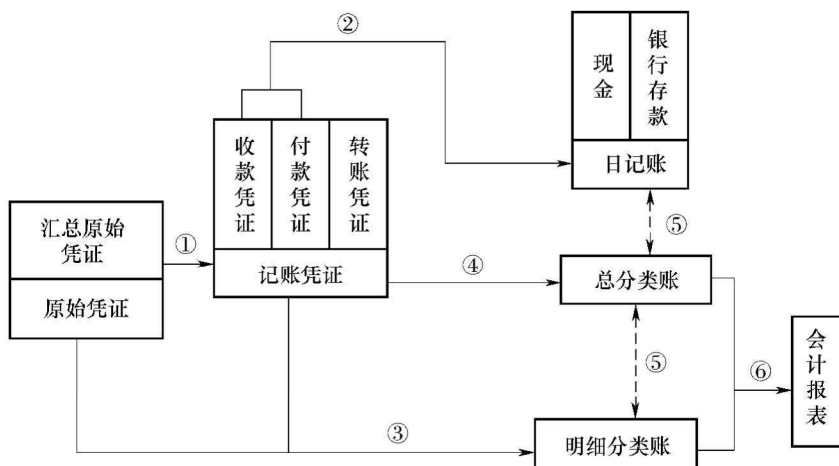 ②
现金
银行存款
日记账
收款凭证
付款凭证
转账凭证
汇总原始
凭证
①
记账凭证
④
⑤
总分类账
原始凭证
⑤
⑥
会计报表
③
明细分类账